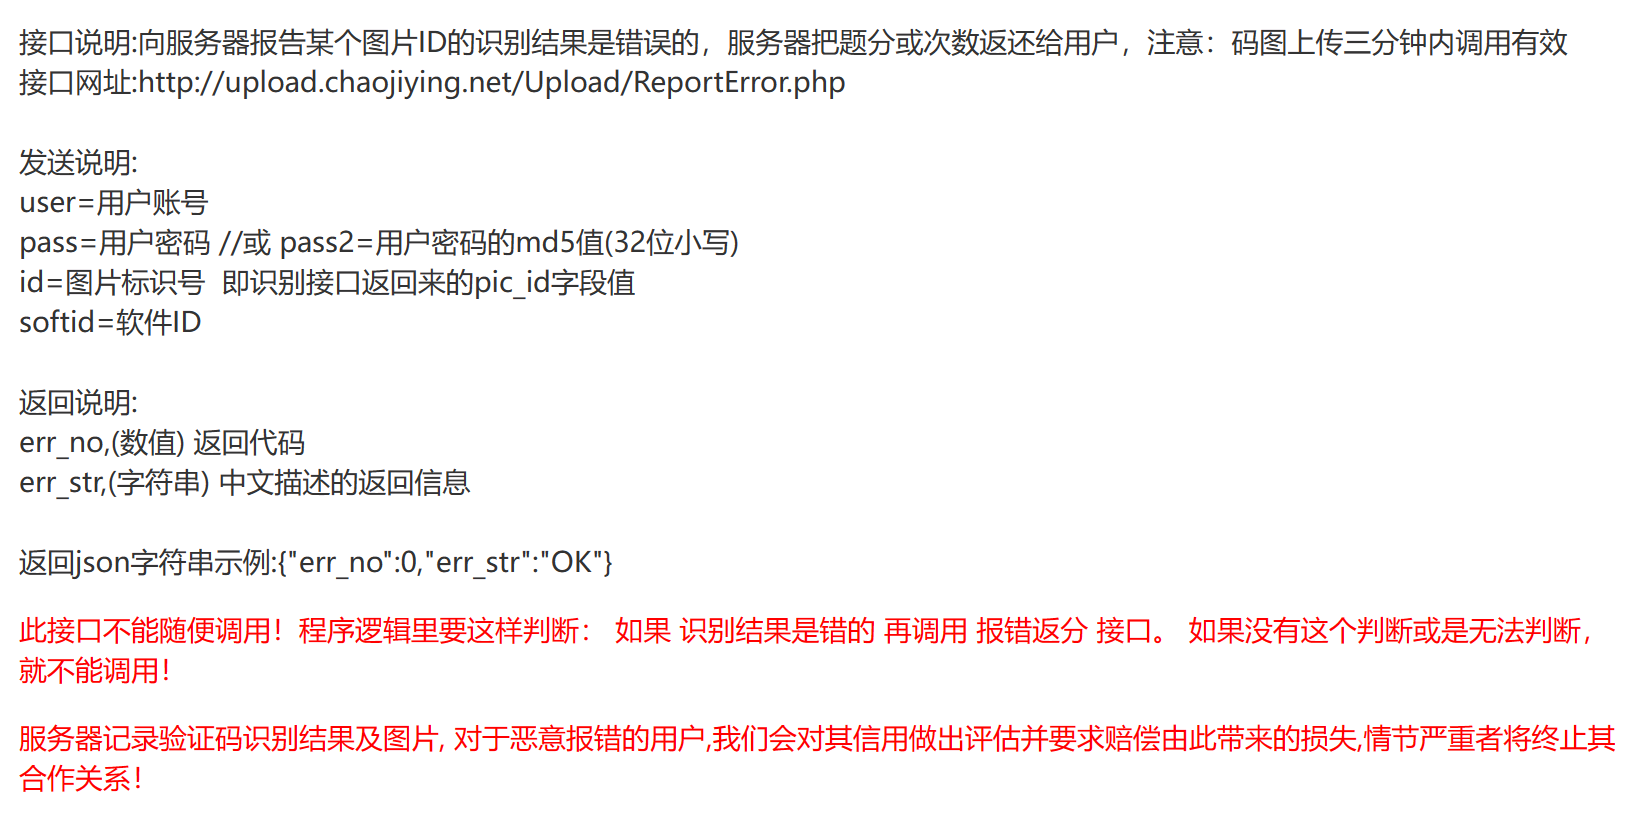 接口说明:向服务器报告某个图片ID的识别结果是错误的，服务器把题分或次数返还给用户，注意：码图上传三分钟内调用有效
接口网址:http://upload.chaojiying.net/Upload/ReportError.php
发送说明:
user=用户账号
pass=用户密码 //或 pass2=用户密码的md5值(32位小写)
id=图片标识号  即识别接口返回来的pic_id字段值
softid=软件ID
返回说明:
err_no,(数值) 返回代码
err_str,(字符串) 中文描述的返回信息
返回json字符串示例:{"err_no":0,"err_str":"OK"}
此接口不能随便调用！程序逻辑里要这样判断： 如果 识别结果是错的 再调用 报错返分 接口。 如果没有这个判断或是无法判断，
就不能调用！
服务器记录验证码识别结果及图片, 对于恶意报错的用户,我们会对其信用做出评估并要求赔偿由此带来的损失,情节严重者将终止其
合作关系！